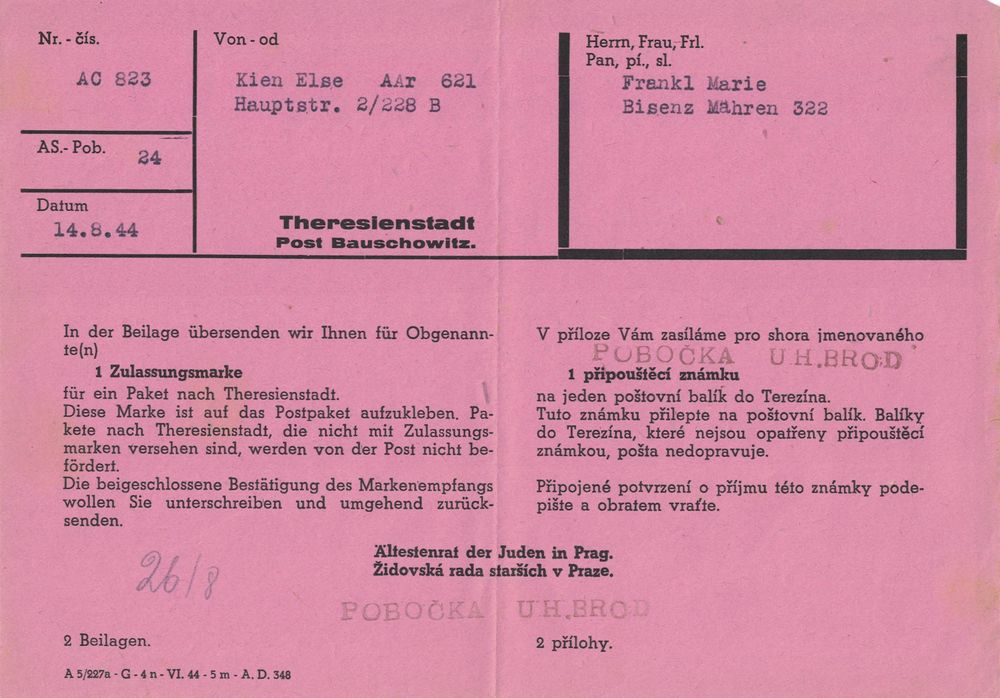 Nr. - čís.
AC 823
AS.- Pob.
24
Datum
14.8.44
Von - od
Kien Else AAr 621
Hauptstr. 2/228 B
Theresienstadt
Post Bauschowitz.
Herrn, Frau, Frl.
Pan, pí., sl.
Frankl Marie
Bisenz Mähren 322
In der Beilage übersenden wir Ihnen für Obgenann-
te(n)
1 Zulassungsmarke
für ein Paket nach Theresienstadt.
Diese Marke ist auf das Postpaket aufzukleben. Pa-
kete nach Theresienstadt, die nicht mit Zulassungs-
marken versehen sind, werden von der Post nicht be-
fördert.
Die beigeschlossene Bestätigung des Markenempfangs
wollen Sie unterschreiben und umgehend zurück-
senden.
V příloze Vám zasíláme pro shora jmenovaného
POBOČKA UH.BROD
1 připouštěcí známku
na jeden poštovní balík do Terezína.
Tuto známku přilepte na poštovní balík. Balíky
do Terezína, které nejsou opatřeny připouštěcí
známkou, pošta nedopravuje.
Připojené potvrzení o příjmu této známky pode-
pište a obratem vraťte.
Ältestenrat der Juden in Prag.
Židovská rada starších v Praze.
26/8
POBOČKA UH.BROD
2 Beilagen.
2 přílohy.
A 5/227a - G - 4 n - VI. 44 - 5 m - A. D. 348